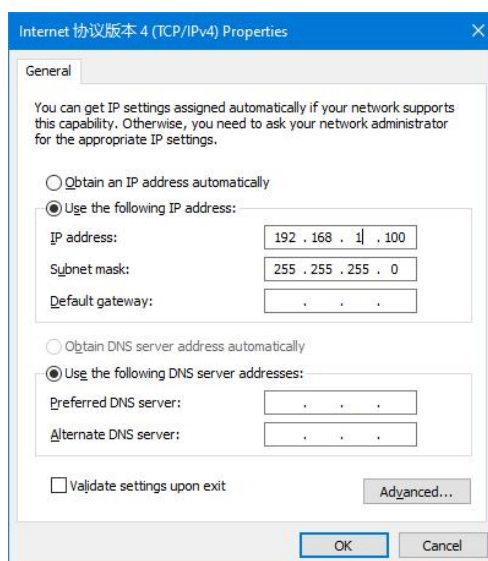 Internet 协议版本 4 (TCP/IPv4) Properties
General
You can get IP settings assigned automatically if your network supports
this capability. Otherwise, you need to ask your network administrator
for the appropriate IP settings.
Obtain an IP address automatically
Use the following IP address:
IP address: 192 . 168 . 1 . 100
Subnet mask: 255 . 255 . 255 . 0
Default gateway: . . .
Obtain DNS server address automatically
Use the following DNS server addresses:
Preferred DNS server: . . .
Alternate DNS server: . . .
Validate settings upon exit
Advanced...
OK Cancel